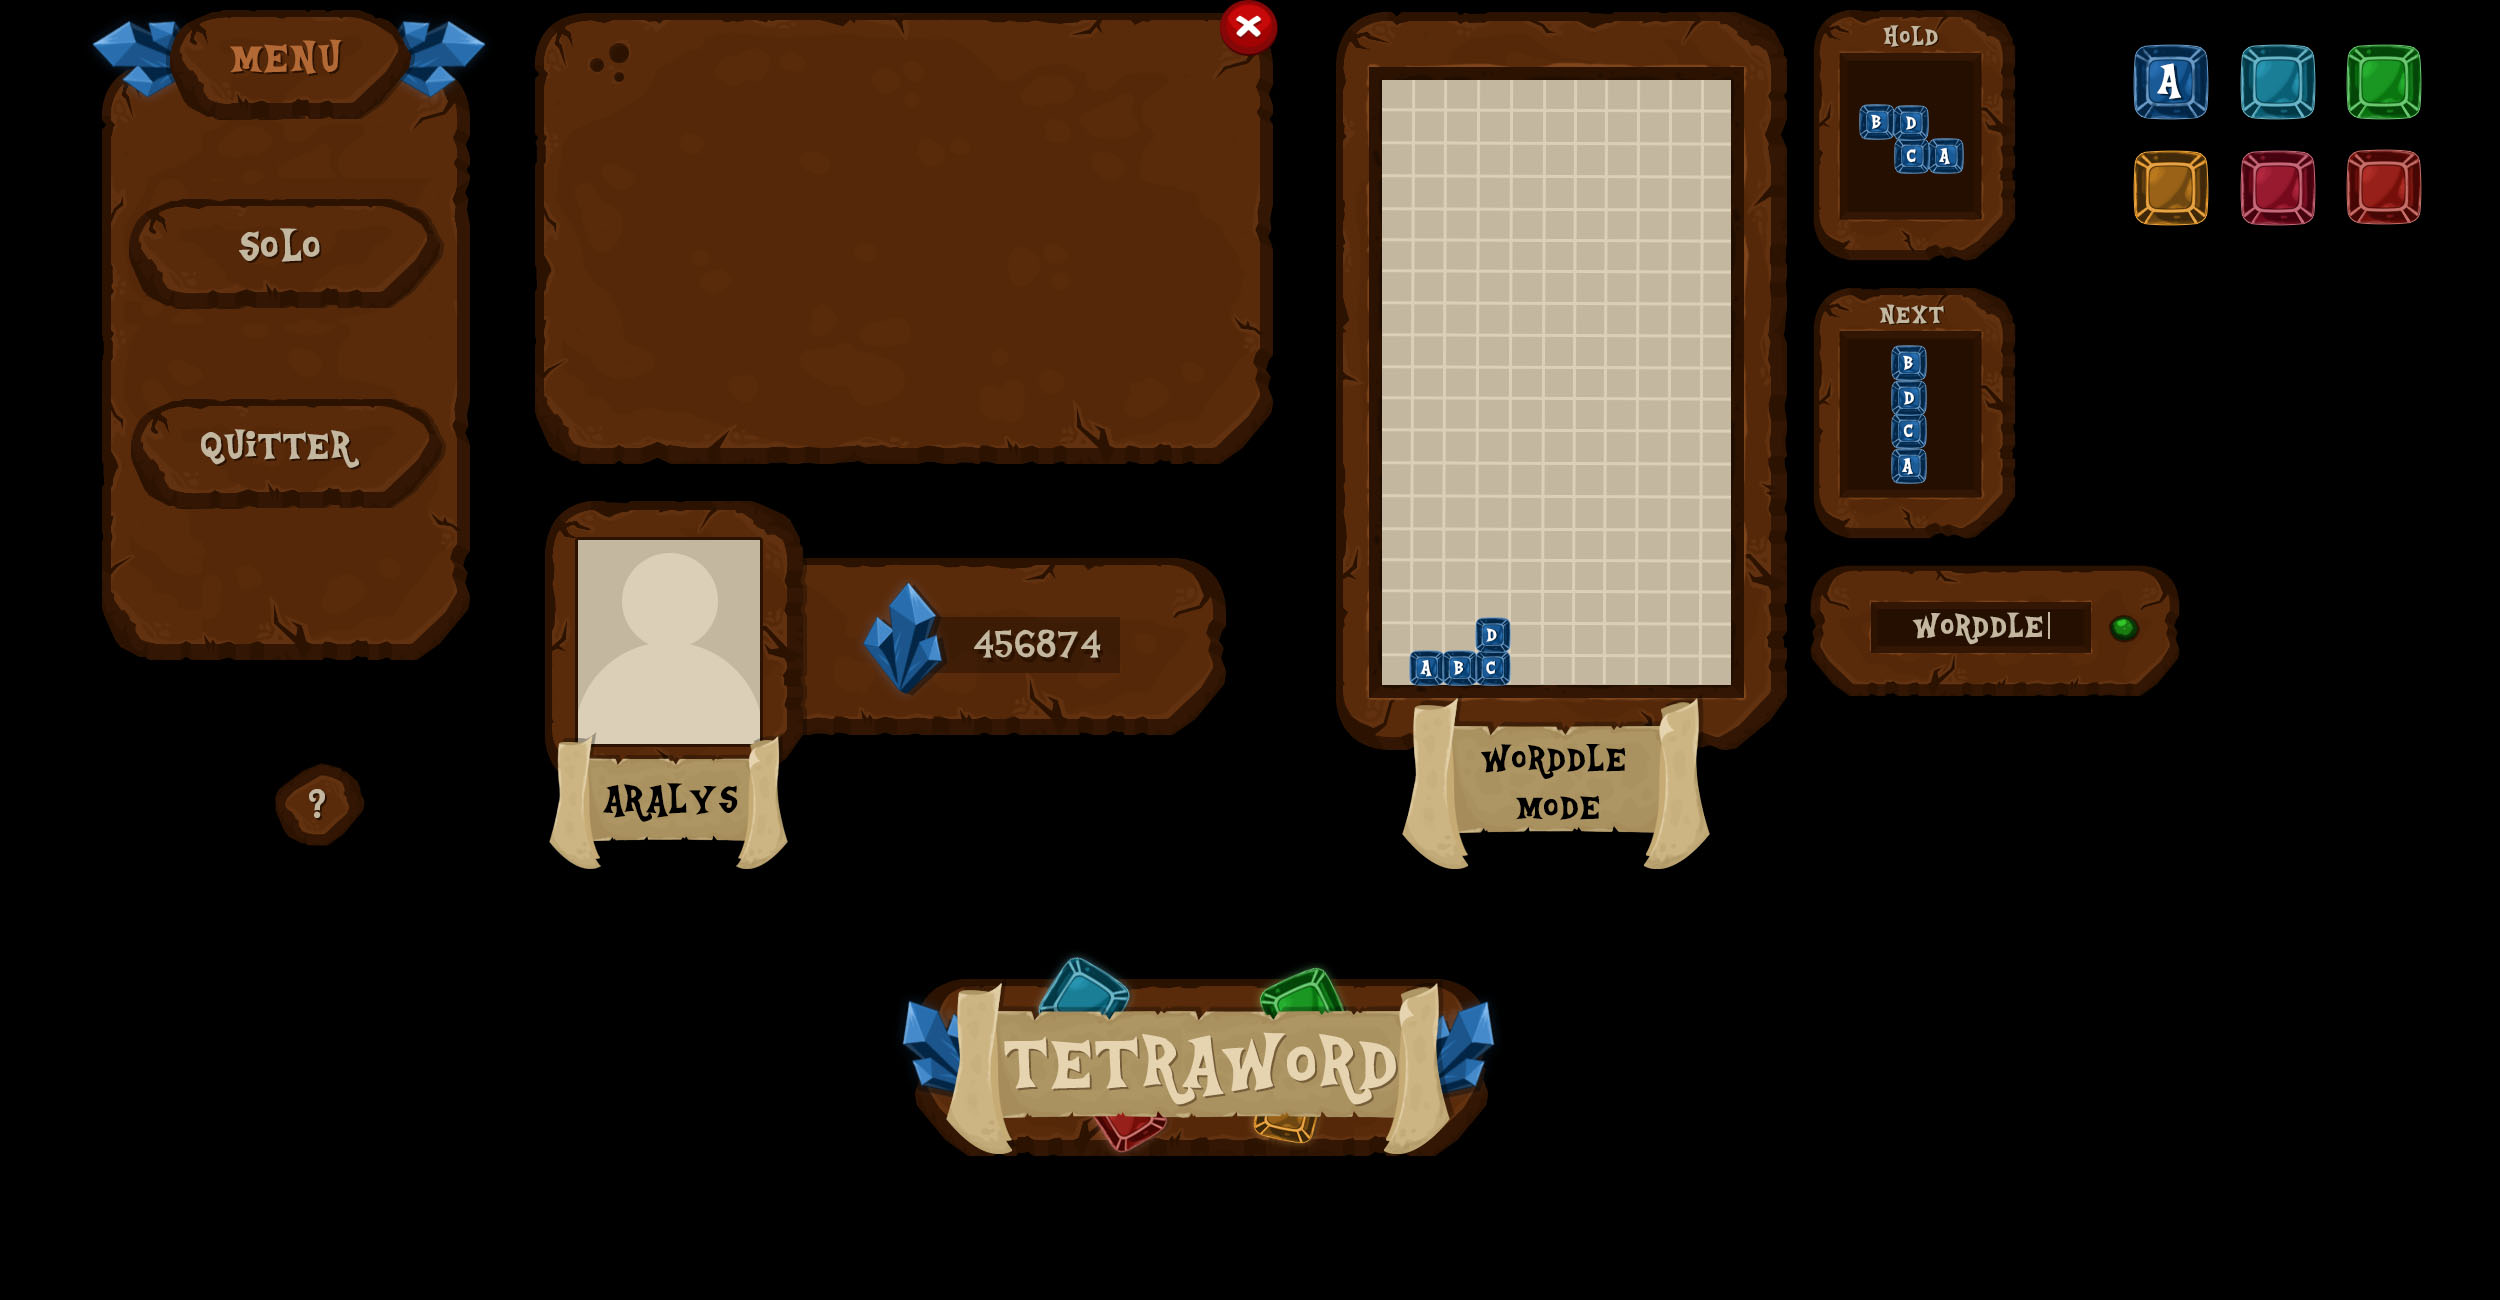 MENU
SoLo
QUiTTER
?
456874
ARALYS
D
A B C
WORDDLE
MODE
HOLD
B D
C A
NEXT
B
D
C
A
WORDDLE
A
TETRAWORD